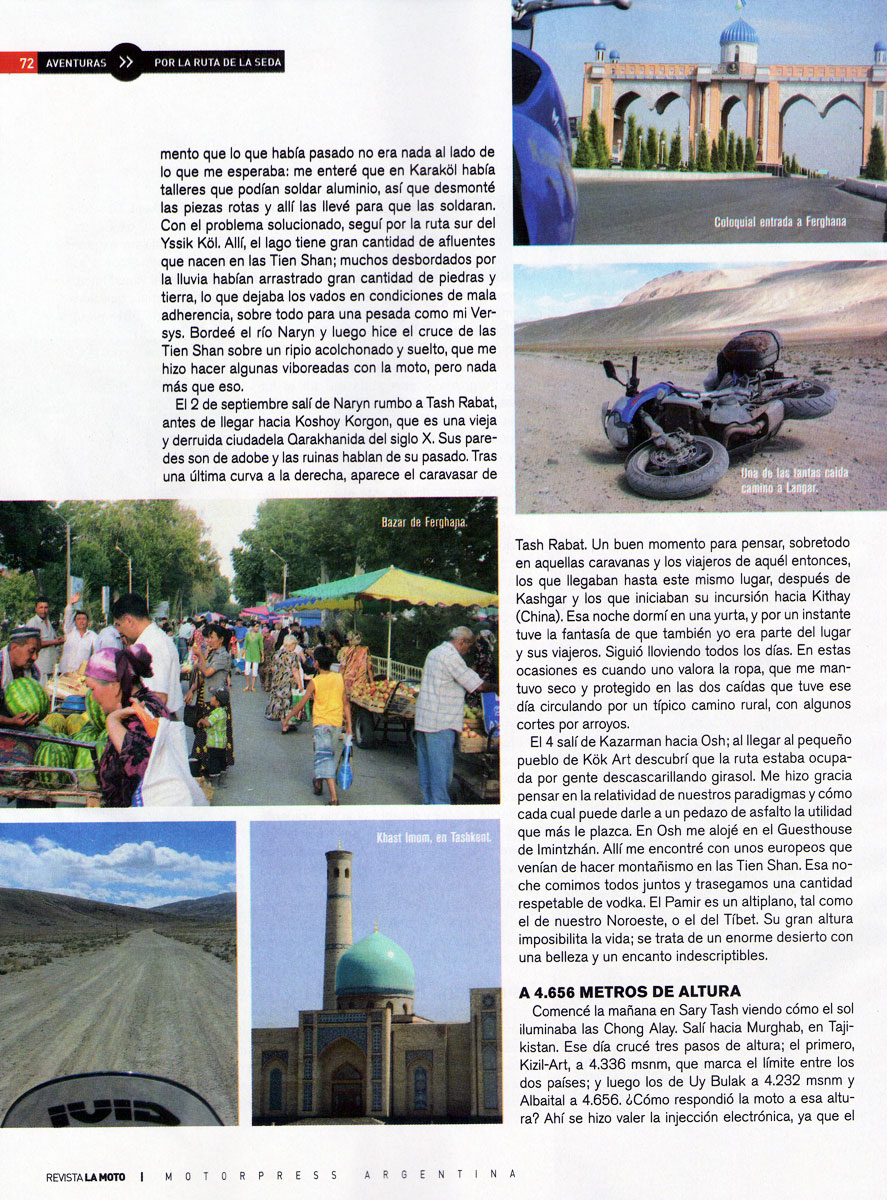 72 AVENTURAS >> POR LA RUTA DE LA SEDA
mento que lo que había pasado no era nada al lado de
lo que me esperaba: me enteré que en Karaköl había
talleres que podían soldar aluminio, así que desmonté
las piezas rotas y allí las llevé para que las soldaran.
Con el problema solucionado, seguí por la ruta sur del
Yssik Köl. Allí, el lago tiene gran cantidad de afluentes
que nacen en las Tien Shan; muchos desbordados por
la lluvia habían arrastrado gran cantidad de piedras y
tierra, lo que dejaba los vados en condiciones de mala
adherencia, sobre todo para una pesada como mi Ver-
sys. Bordeé el río Naryn y luego hice el cruce de las
Tien Shan sobre un ripio acolchonado y suelto, que me
hizo hacer algunas viboreadas con la moto, pero nada
más que eso.
El 2 de septiembre salí de Naryn rumbo a Tash Rabat,
antes de llegar hacia Koshoy Korgon, que es una vieja
y derruida ciudadela Qarakhanida del siglo X. Sus pare-
des son de adobe y las ruinas hablan de su pasado. Tras
una última curva a la derecha, aparece el caravasar de
Coloquial entrada a Ferghana
Una de las tantas caída
camino a Langar.
Bazar de Ferghana.
Khast Imom, en Tashkent.
GIVI
Tash Rabat. Un buen momento para pensar, sobretodo
en aquellas caravanas y los viajeros de aquél entonces,
los que llegaban hasta este mismo lugar, después de
Kashgar y los que iniciaban su incursión hacia Kithay
(China). Esa noche dormí en una yurta, y por un instante
tuve la fantasía de que también yo era parte del lugar
y sus viajeros. Siguió lloviendo todos los días. En estas
ocasiones es cuando uno valora la ropa, que me man-
tuvo seco y protegido en las dos caídas que tuve ese
día circulando por un típico camino rural, con algunos
cortes por arroyos.
El 4 salí de Kazarman hacia Osh; al llegar al pequeño
pueblo de Kök Art descubrí que la ruta estaba ocupa-
da por gente descascarillando girasol. Me hizo gracia
pensar en la relatividad de nuestros paradigmas y cómo
cada cual puede darle a un pedazo de asfalto la utilidad
que más le plazca. En Osh me alojé en el Guesthouse
de Imintzhán. Allí me encontré con unos europeos que
venían de hacer montañismo en las Tien Shan. Esa no-
che comimos todos juntos y trasegamos una cantidad
respetable de vodka. El Pamir es un altiplano, tal como
el de nuestro Noroeste, o el del Tíbet. Su gran altura
imposibilita la vida; se trata de un enorme desierto con
una belleza y un encanto indescriptibles.
A 4.656 METROS DE ALTURA
Comencé la mañana en Sary Tash viendo cómo el sol
iluminaba las Chong Alay. Salí hacia Murghab, en Taji-
kistan. Ese día crucé tres pasos de altura; el primero,
Kizil-Art, a 4.336 msnm, que marca el límite entre los
dos países; y luego los de Uy Bulak a 4.232 msnm y
Albaital a 4.656. ¿Cómo respondió la moto a esa altu-
ra? Ahí se hizo valer la injección electrónica, ya que el
REVISTA LA MOTO | MOTORPRESS ARGENTINA